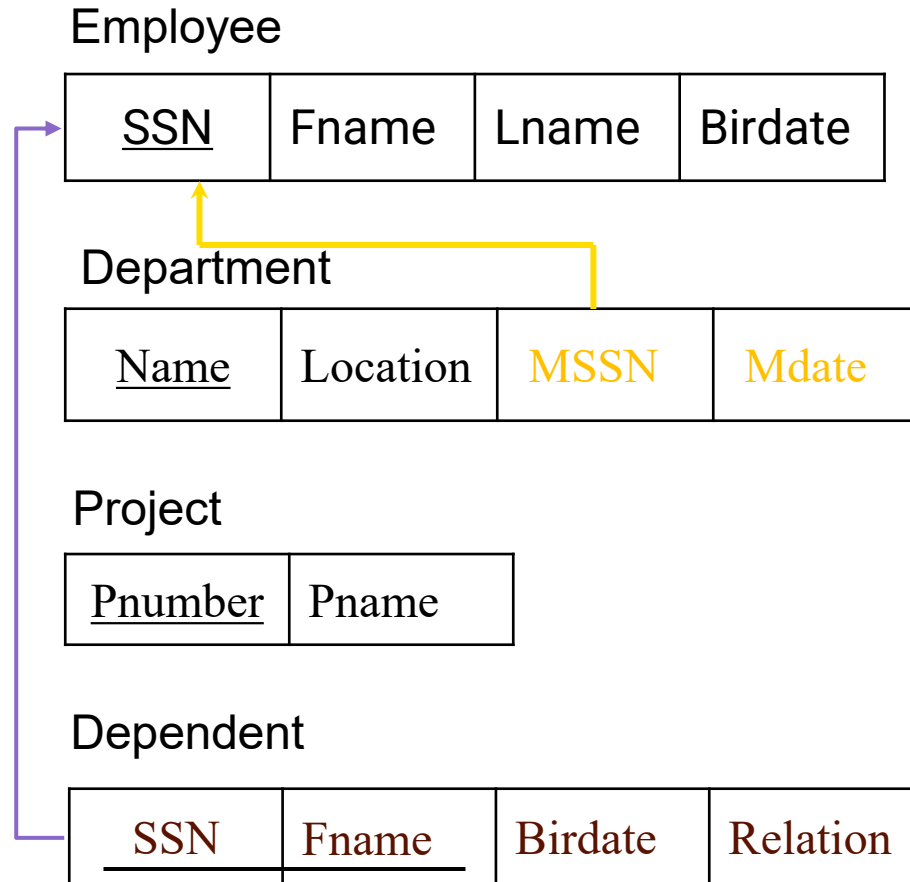 Employee
SSN Fname Lname Birdate
Department
Name Location MSSN Mdate
Project
Pnumber Pname
Dependent
SSN Fname Birdate Relation